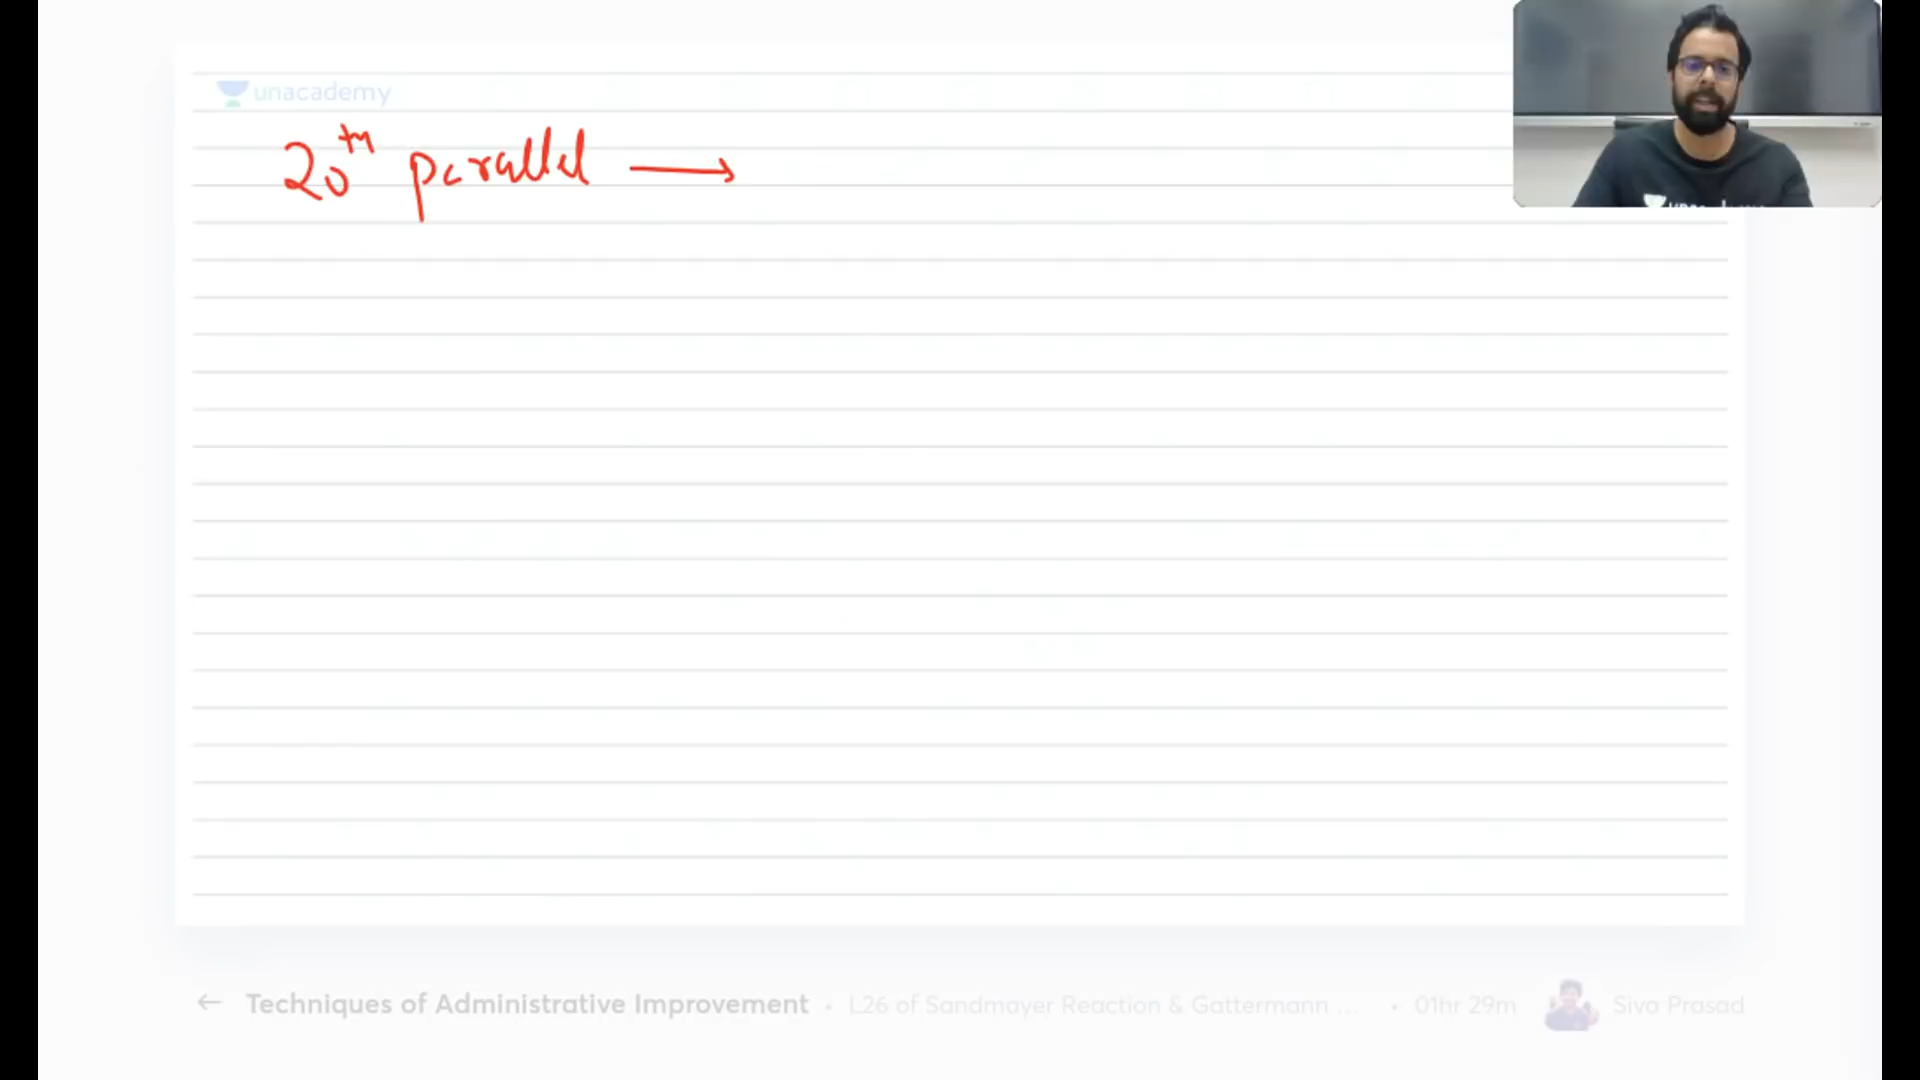 unacademy
20th parallel →
← Techniques of Administrative Improvement • L26 of Sandmayer Reaction & Gattermann ... • 01hr 29m Siva Prasad